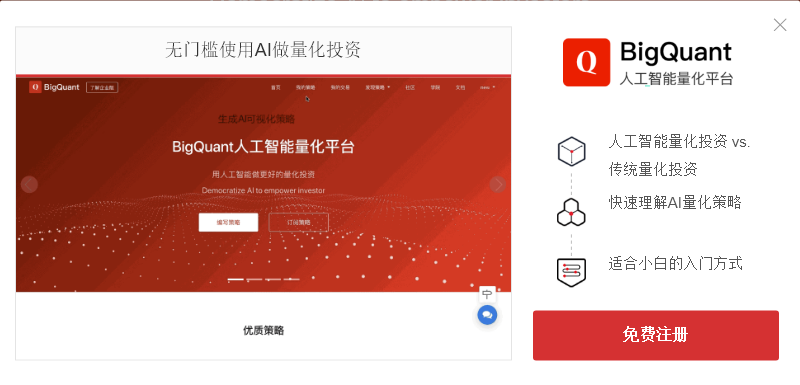 无门槛使用AI做量化投资
BigQuant
了解企业版
首页
我的策略
我的交易
发现策略
社区
学院
文档
生成AI可视化策略
BigQuant人工智能量化平台
用人工智能做更好的量化投资
Democratize AI to empower investor
编写策略
订阅策略
优质策略
Q
BigQuant
人工智能量化平台
人工智能量化投资 vs.
传统量化投资
快速理解AI量化策略
适合小白的入门方式
免费注册